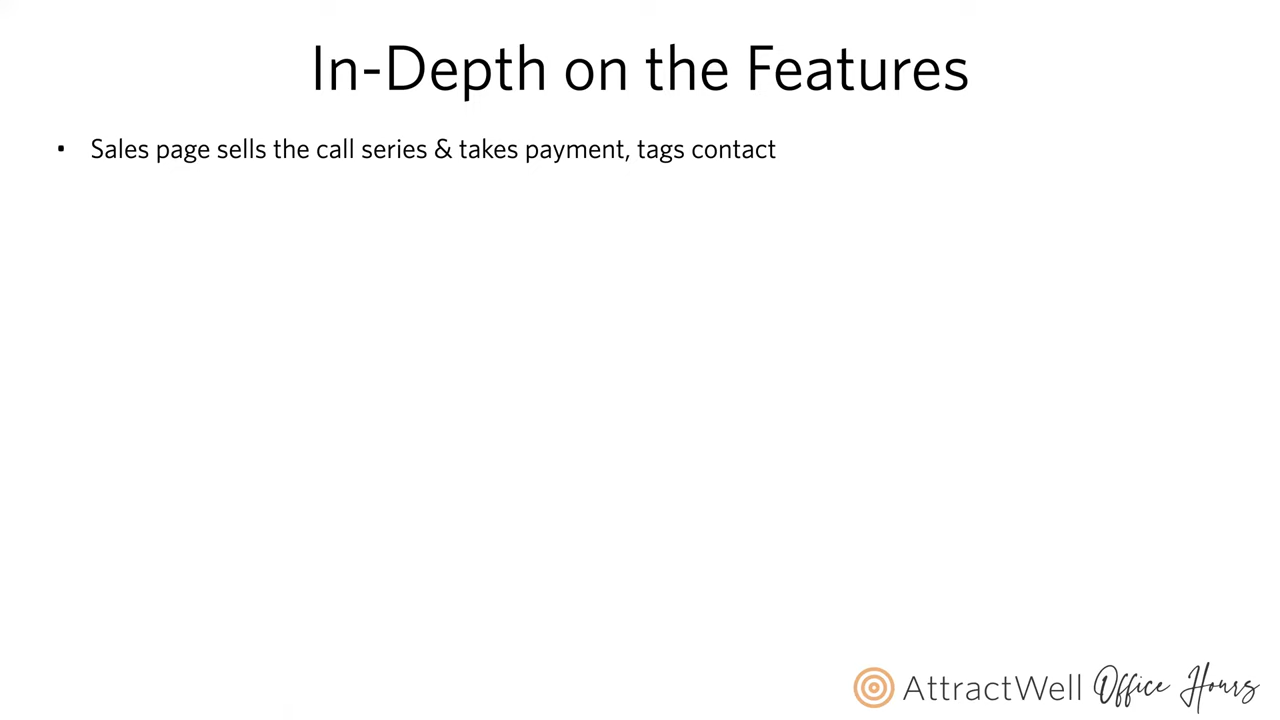 In-Depth on the Features
▪ Sales page sells the call series & takes payment, tags contact
AttractWell Office Hours